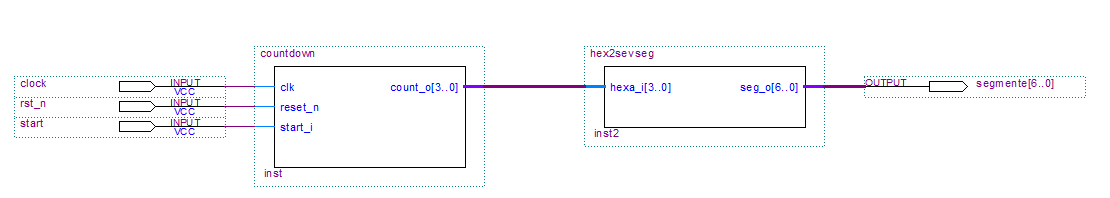 countdown
hex2sevseg
clock
INPUT
VCC
rst_n
INPUT
VCC
start
INPUT
VCC
clk
count_o[3..0]
reset_n
start_i
inst
hexa_i[3..0]
seg_o[6..0]
inst2
OUTPUT
segmente[6..0]